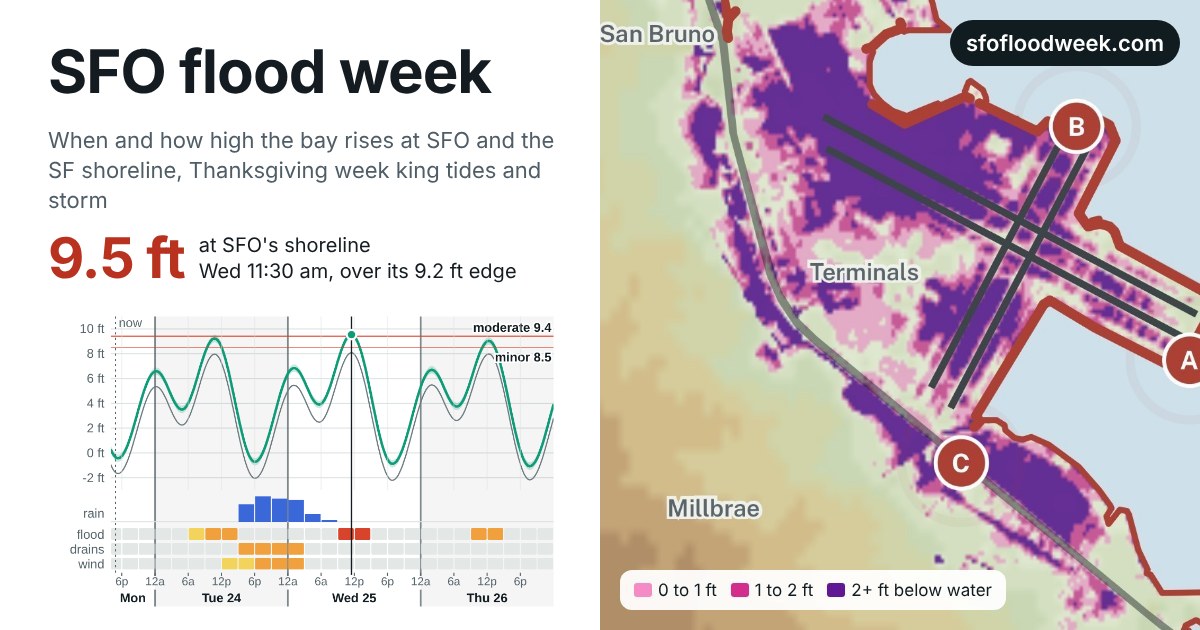 SFO flood week
When and how high the bay rises at SFO and the
SF shoreline, Thanksgiving week king tides and
storm
9.5 ft
at SFO's shoreline
Wed 11:30 am, over its 9.2 ft edge
now
10 ft
moderate 9.4
8 ft
minor 8.5
6 ft
4 ft
2 ft
0 ft
-2 ft
rain
flood
drains
wind
6p 12a 6a 12p 6p 12a 6a 12p 6p 12a 6a 12p 6p
Mon Tue 24 Wed 25 Thu 26
San Bruno
sfofloodweek.com
B
Terminals
A
C
Millbrae
0 to 1 ft 1 to 2 ft 2+ ft below water